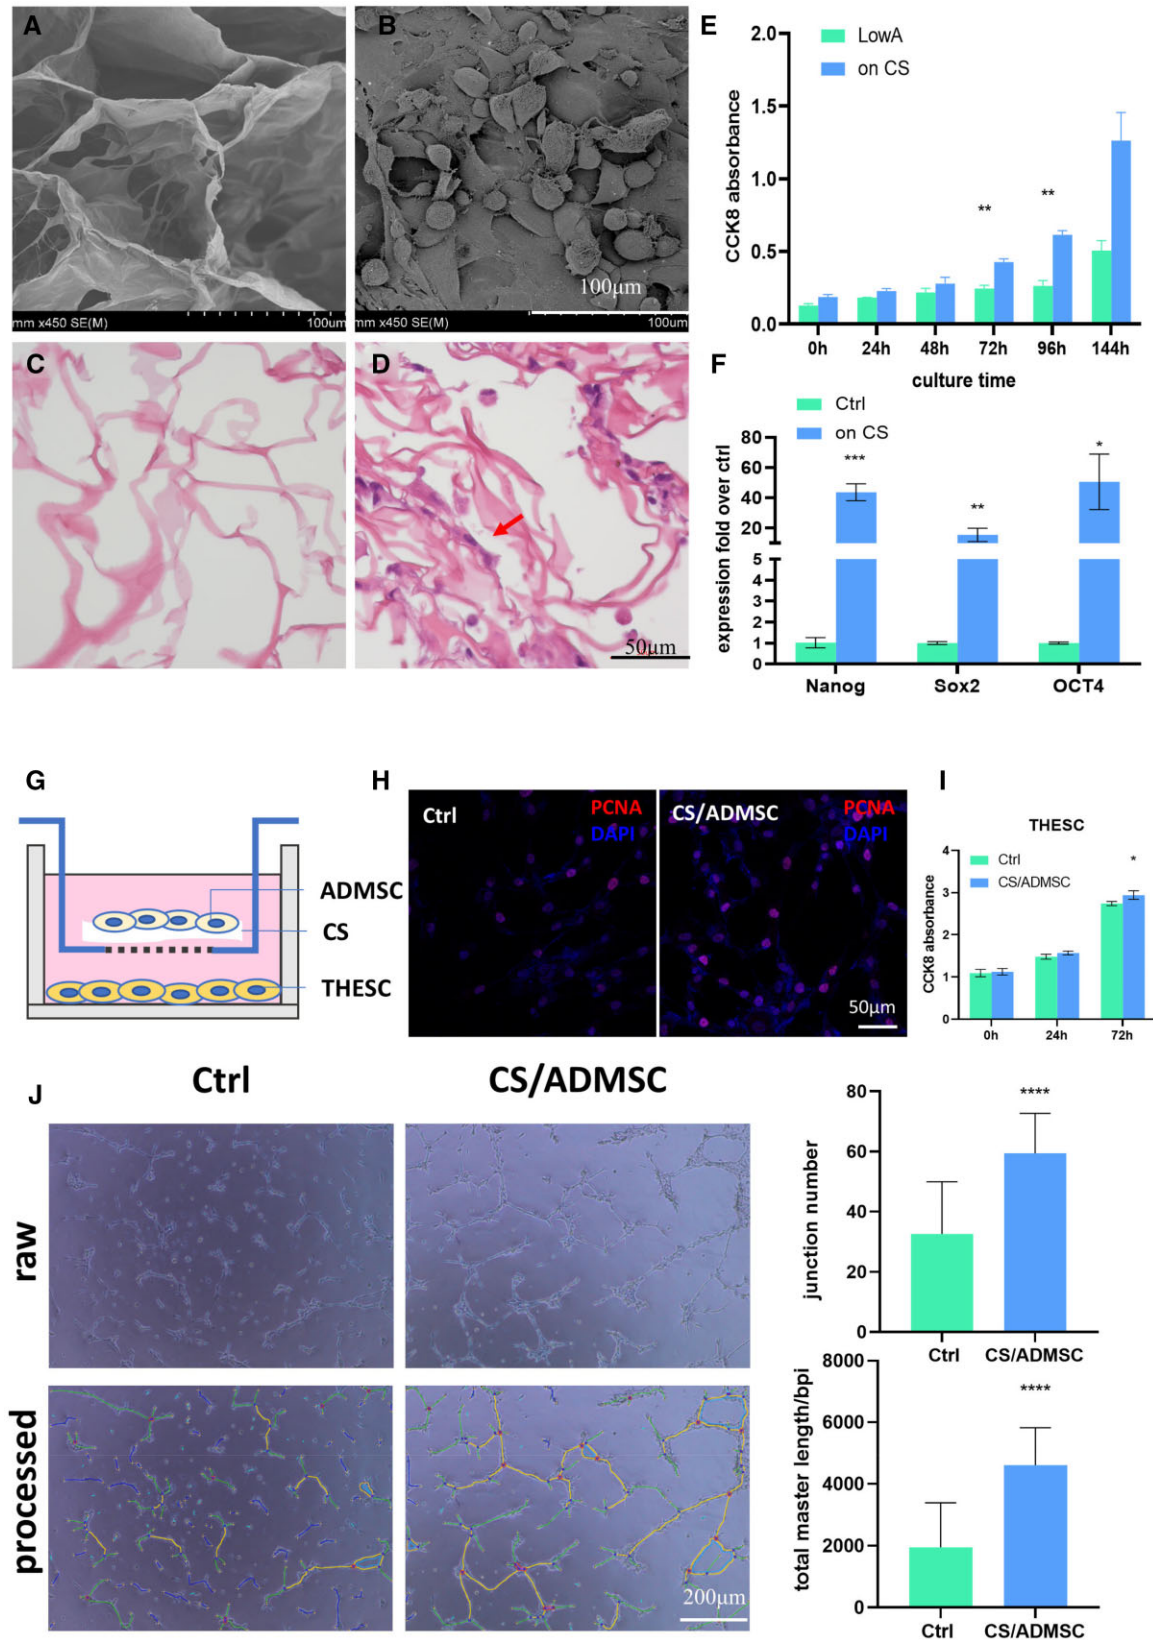 A
mm x450 SE(M)
100um
B
100µm
mm x450 SE(M)
100um
C
D
50µm
E
LowA
on CS
CCK8 absorbance
2.0
1.5
1.0
0.5
0.0
**
**
0h
24h
48h
72h
96h
144h
culture time
F
Ctrl
on CS
expression fold over ctrl
80
60
40
20
5
4
3
2
1
0
***
**
*
Nanog
Sox2
OCT4
G
ADMSC
CS
THESC
H
Ctrl
PCNA
DAPI
CS/ADMSC
PCNA
DAPI
50µm
I
THESC
Ctrl
CS/ADMSC
CCK8 absorbance
4
3
2
1
0
*
0h
24h
72h
J
Ctrl
CS/ADMSC
raw
processed
200µm
junction number
80
60
40
20
0
****
Ctrl
CS/ADMSC
total master length/bpi
8000
6000
4000
2000
0
****
Ctrl
CS/ADMSC